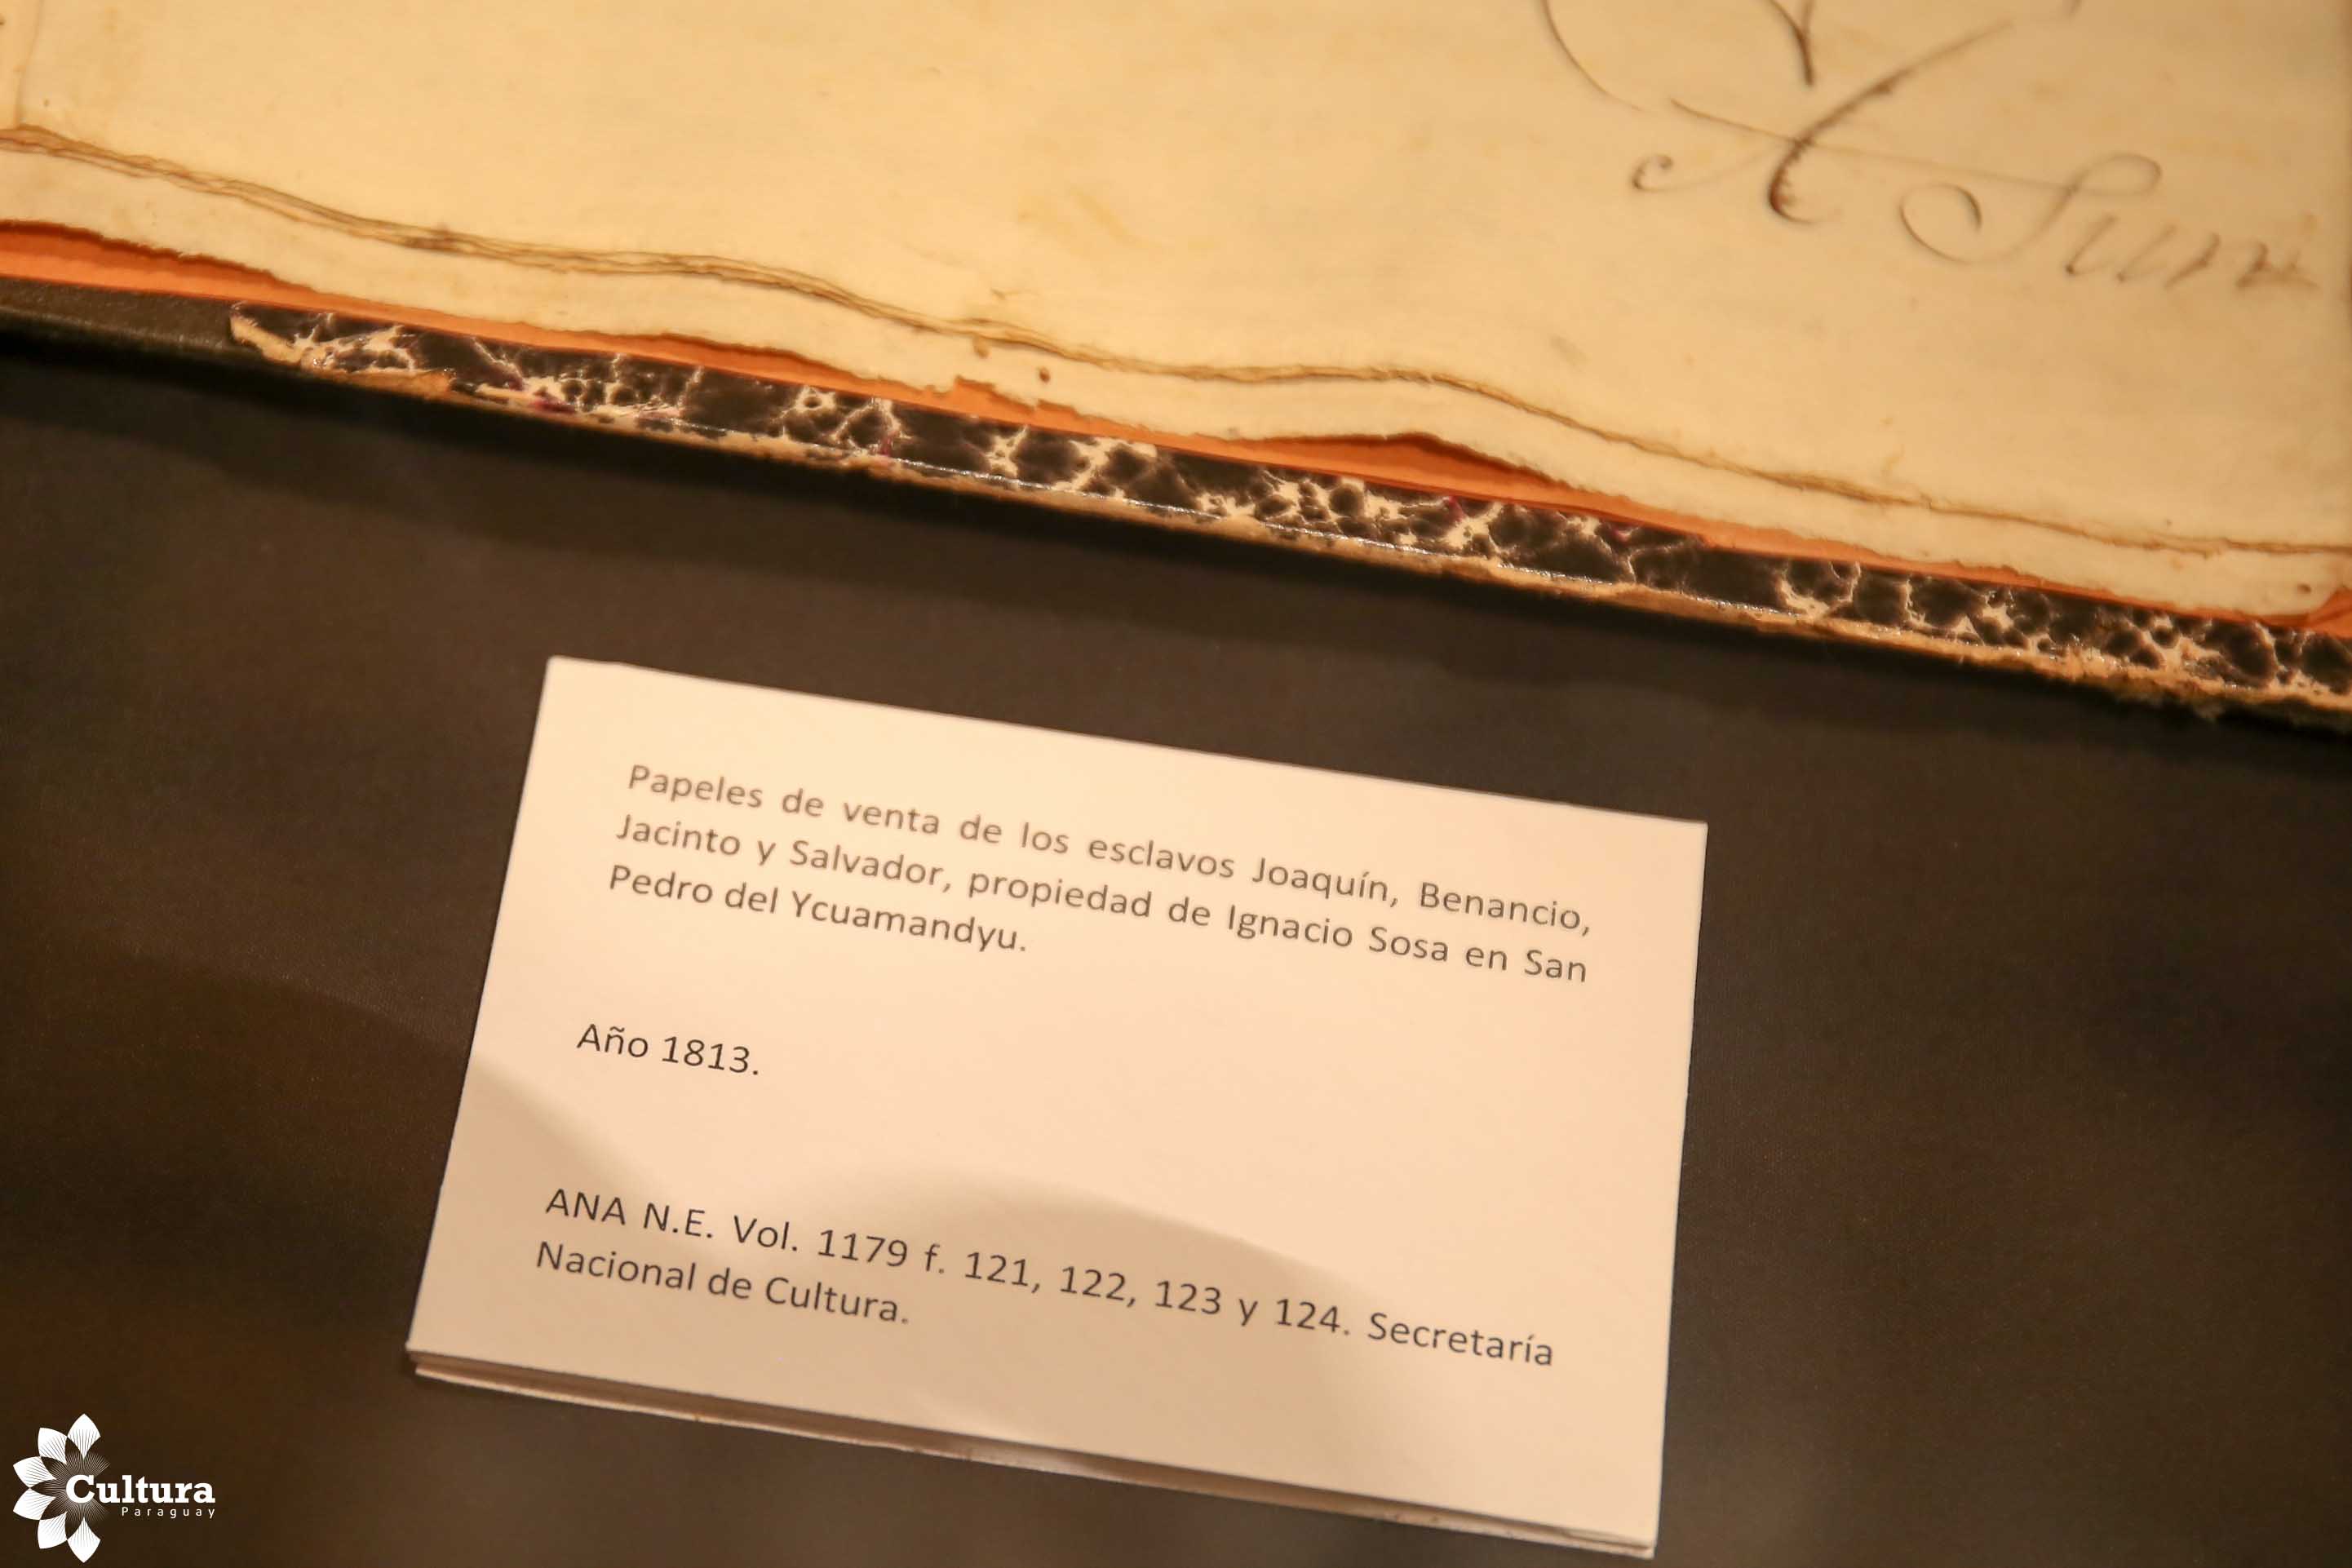 Papeles de venta de los esclavos Joaquín, Benancio,
Jacinto y Salvador, propiedad de Ignacio Sosa en San
Pedro del Ycuamandyu.
Año 1813.
ANA N.E. Vol. 1179 f. 121, 122, 123 y 124. Secretaría
Nacional de Cultura.
Cultura
Paraguay